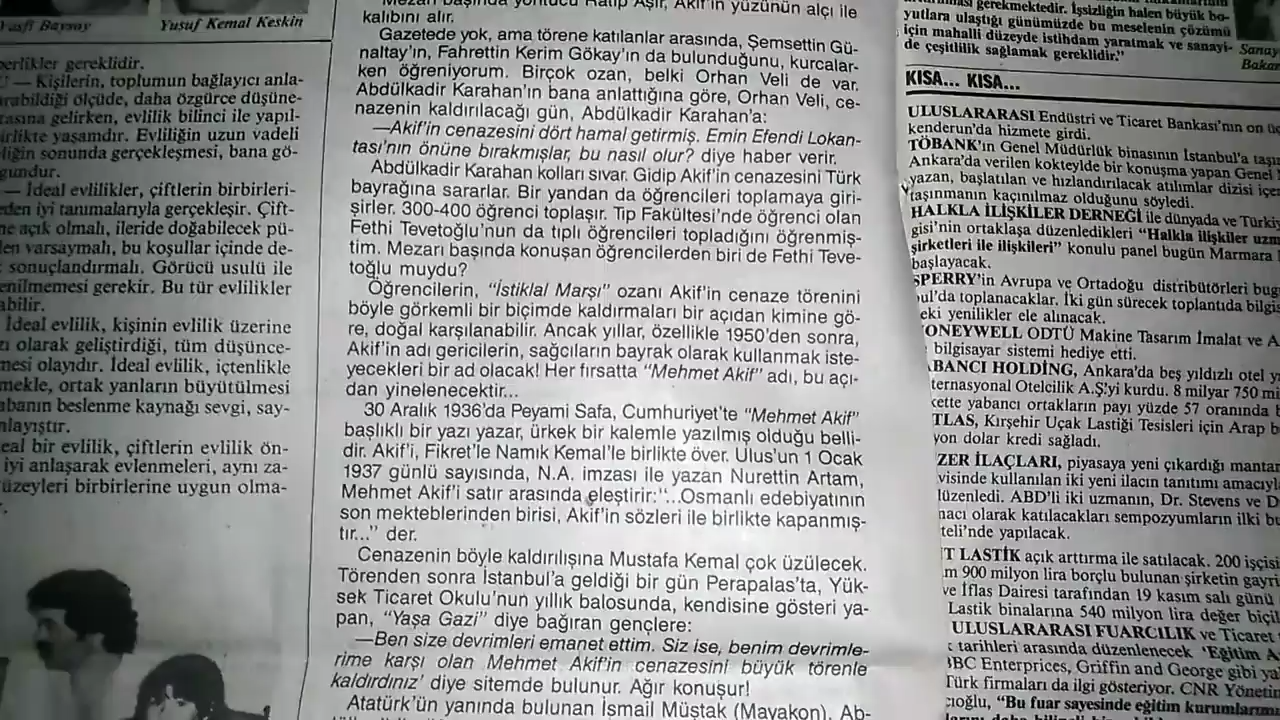 Yusuf Kemal Keskin
erlikler gereklidir.
— Kişilerin, toplumun bağlayıcı anla-
rabildiği ölçüde, daha özgürce düşüne-
gelirken, evlilik bilinci ile yapıl-
yaşamdır. Evliliğin uzun vadeli
sonunda gerçekleşmesi, bana gö-
— İdeal evlilikler, çiftlerin birbirleri-
iyi tanımalarıyla gerçekleşir. Çift-
açık olmalı, ileride doğabilecek pü-
varsaymalı, bu koşullar içinde de-
sonuçlandırmalı. Görücü usulü ile
enilmemesi gerekir. Bu tür evlilikler
abilir.
İdeal evlilik, kişinin evlilik üzerine
olarak geliştirdiği, tüm düşünce-
olayıdır. İdeal evlilik, içtenlikle
mekle, ortak yanların büyütülmesi
abanın beslenme kaynağı sevgi, say-
nlayıştır.
eal bir evlilik, çiftlerin evlilik ön-
iyi anlaşarak evlenmeleri, aynı za-
üzeyleri birbirlerine uygun olma-
Mezarı başında yontucu Ratip Aşir, Akif'in yüzünün alçı ile
kalıbını alır.
Gazetede yok, ama törene katılanlar arasında, Şemsettin Gü-
naltay'ın, Fahrettin Kerim Gökay'ın da bulunduğunu, kurcalar-
ken öğreniyorum. Birçok ozan, belki Orhan Veli de var.
Abdülkadir Karahan'ın bana anlattığına göre, Orhan Veli, ce-
nazenin kaldırılacağı gün, Abdülkadir Karahan'a:
—Akif'in cenazesini dört hamal getirmiş. Emin Efendi Lokan-
tası'nın önüne bırakmışlar, bu nasıl olur? diye haber verir.
Abdülkadir Karahan kolları sıvar. Gidip Akif'in cenazesini Türk
bayrağına sararlar. Bir yandan da öğrencileri toplamaya giri-
şirler. 300-400 öğrenci toplaşır. Tıp Fakültesi'nde öğrenci olan
Fethi Tevetoğlu'nun da tıplı öğrencileri topladığını öğrenmiş-
tim. Mezarı başında konuşan öğrencilerden biri de Fethi Teve-
toğlu muydu?
Öğrencilerin, "İstiklal Marşı" ozanı Akif'in cenaze törenini
böyle görkemli bir biçimde kaldırmaları bir açıdan kimine gö-
re, doğal karşılanabilir. Ancak yıllar, özellikle 1950'den sonra,
Akif'in adı gericilerin, sağcıların bayrak olarak kullanmak iste-
yecekleri bir ad olacak! Her fırsatta "Mehmet Akif" adı, bu açı-
dan yinelenecektir...
30 Aralık 1936'da Peyami Safa, Cumhuriyet'te "Mehmet Akif"
başlıklı bir yazı yazar, ürkek bir kalemle yazılmış olduğu belli-
dir. Akif'i, Fikret'le Namık Kemal'le birlikte över. Ulus'un 1 Ocak
1937 günlü sayısında, N.A. imzası ile yazan Nurettin Artam,
Mehmet Akif'i satır arasında eleştirir:"...Osmanlı edebiyatının
son mekteblerinden birisi, Akif'in sözleri ile birlikte kapanmış-
tır..." der.
Cenazenin böyle kaldırılışına Mustafa Kemal çok üzülecek.
Törenden sonra İstanbul'a geldiği bir gün Perapalas'ta, Yük-
sek Ticaret Okulu'nun yıllık balosunda, kendisine gösteri ya-
pan, "Yaşa Gazi" diye bağıran gençlere:
—Ben size devrimleri emanet ettim. Siz ise, benim devrimle-
rime karşı olan Mehmet Akif'in cenazesini büyük törenle
kaldırdınız' diye sitemde bulunur. Ağır konuşur!
Atatürk'ün yanında bulunan İsmail Müştak (Mayakon), Ab-
gerekmektedir. İşsizliğin halen büyük bo-
yutlara ulaştığı günümüzde bu meselenin çözümü
için mahalli düzeyde istihdam yaratmak ve sanayi-
de çeşitlilik sağlamak gereklidir."
Sanay
Bakan
KISA... KISA...
ULUSLARARASI Endüstri ve Ticaret Bankası'nın on üç
kenderun'da hizmete girdi.
TÖBANK'ın Genel Müdürlük binasının İstanbul'a taşı
Ankara'da verilen kokteylde bir konuşma yapan Genel
yazan, başlatılan ve hızlandırılacak atılımlar dizisi içe
taşınmanın kaçınılmaz olduğunu söyledi.
HALKLA İLİŞKİLER DERNEĞİ ile dünyada ve Türkiy
gisi'nin ortaklaşa düzenledikleri "Halkla ilişkiler uzm
şirketleri ile ilişkileri" konulu panel bugün Marmara
başlayacak.
SPERRY'in Avrupa ve Ortadoğu distribütörleri bug
ul'da toplanacaklar. İki gün sürecek toplantıda bilgis
eki yenilikler ele alınacak.
ONEYWELL ODTÜ Makine Tasarım İmalat ve A
bilgisayar sistemi hediye etti.
BANCI HOLDİNG, Ankara'da beş yıldızlı otel y
ternasyonal Otelcilik A.Ş'yi kurdu. 8 milyar 750 mi
kette yabancı ortakların payı yüzde 57 oranında b
TLAS, Kırşehir Uçak Lastiği Tesisleri için Arap b
yon dolar kredi sağladı.
ZER İLAÇLARI, piyasaya yeni çıkardığı mantar
visinde kullanılan iki yeni ilacın tanıtımı amacıyla
lüzenledi. ABD'li iki uzmanın, Dr. Stevens ve D
nacı olarak katılacakları sempozyumların ilki bu
teli'nde yapılacak.
T LASTİK açık arttırma ile satılacak. 200 işçisi
m 900 milyon lira borçlu bulunan şirketin gayri
ve İflas Dairesi tarafından 19 kasım salı günü
Lastik binalarına 540 milyon lira değer biçil
ULUSLARARASI FUARCILIK ve Ticaret
tarihleri arasında düzenlenecek 'Eğitim A
BBC Enterprices, Griffin and George gibi ya
Türk firmaları da ilgi gösteriyor. CNR Yönetim
cıoğlu, "Bu fuar sayesinde eğitim kurumlarımı